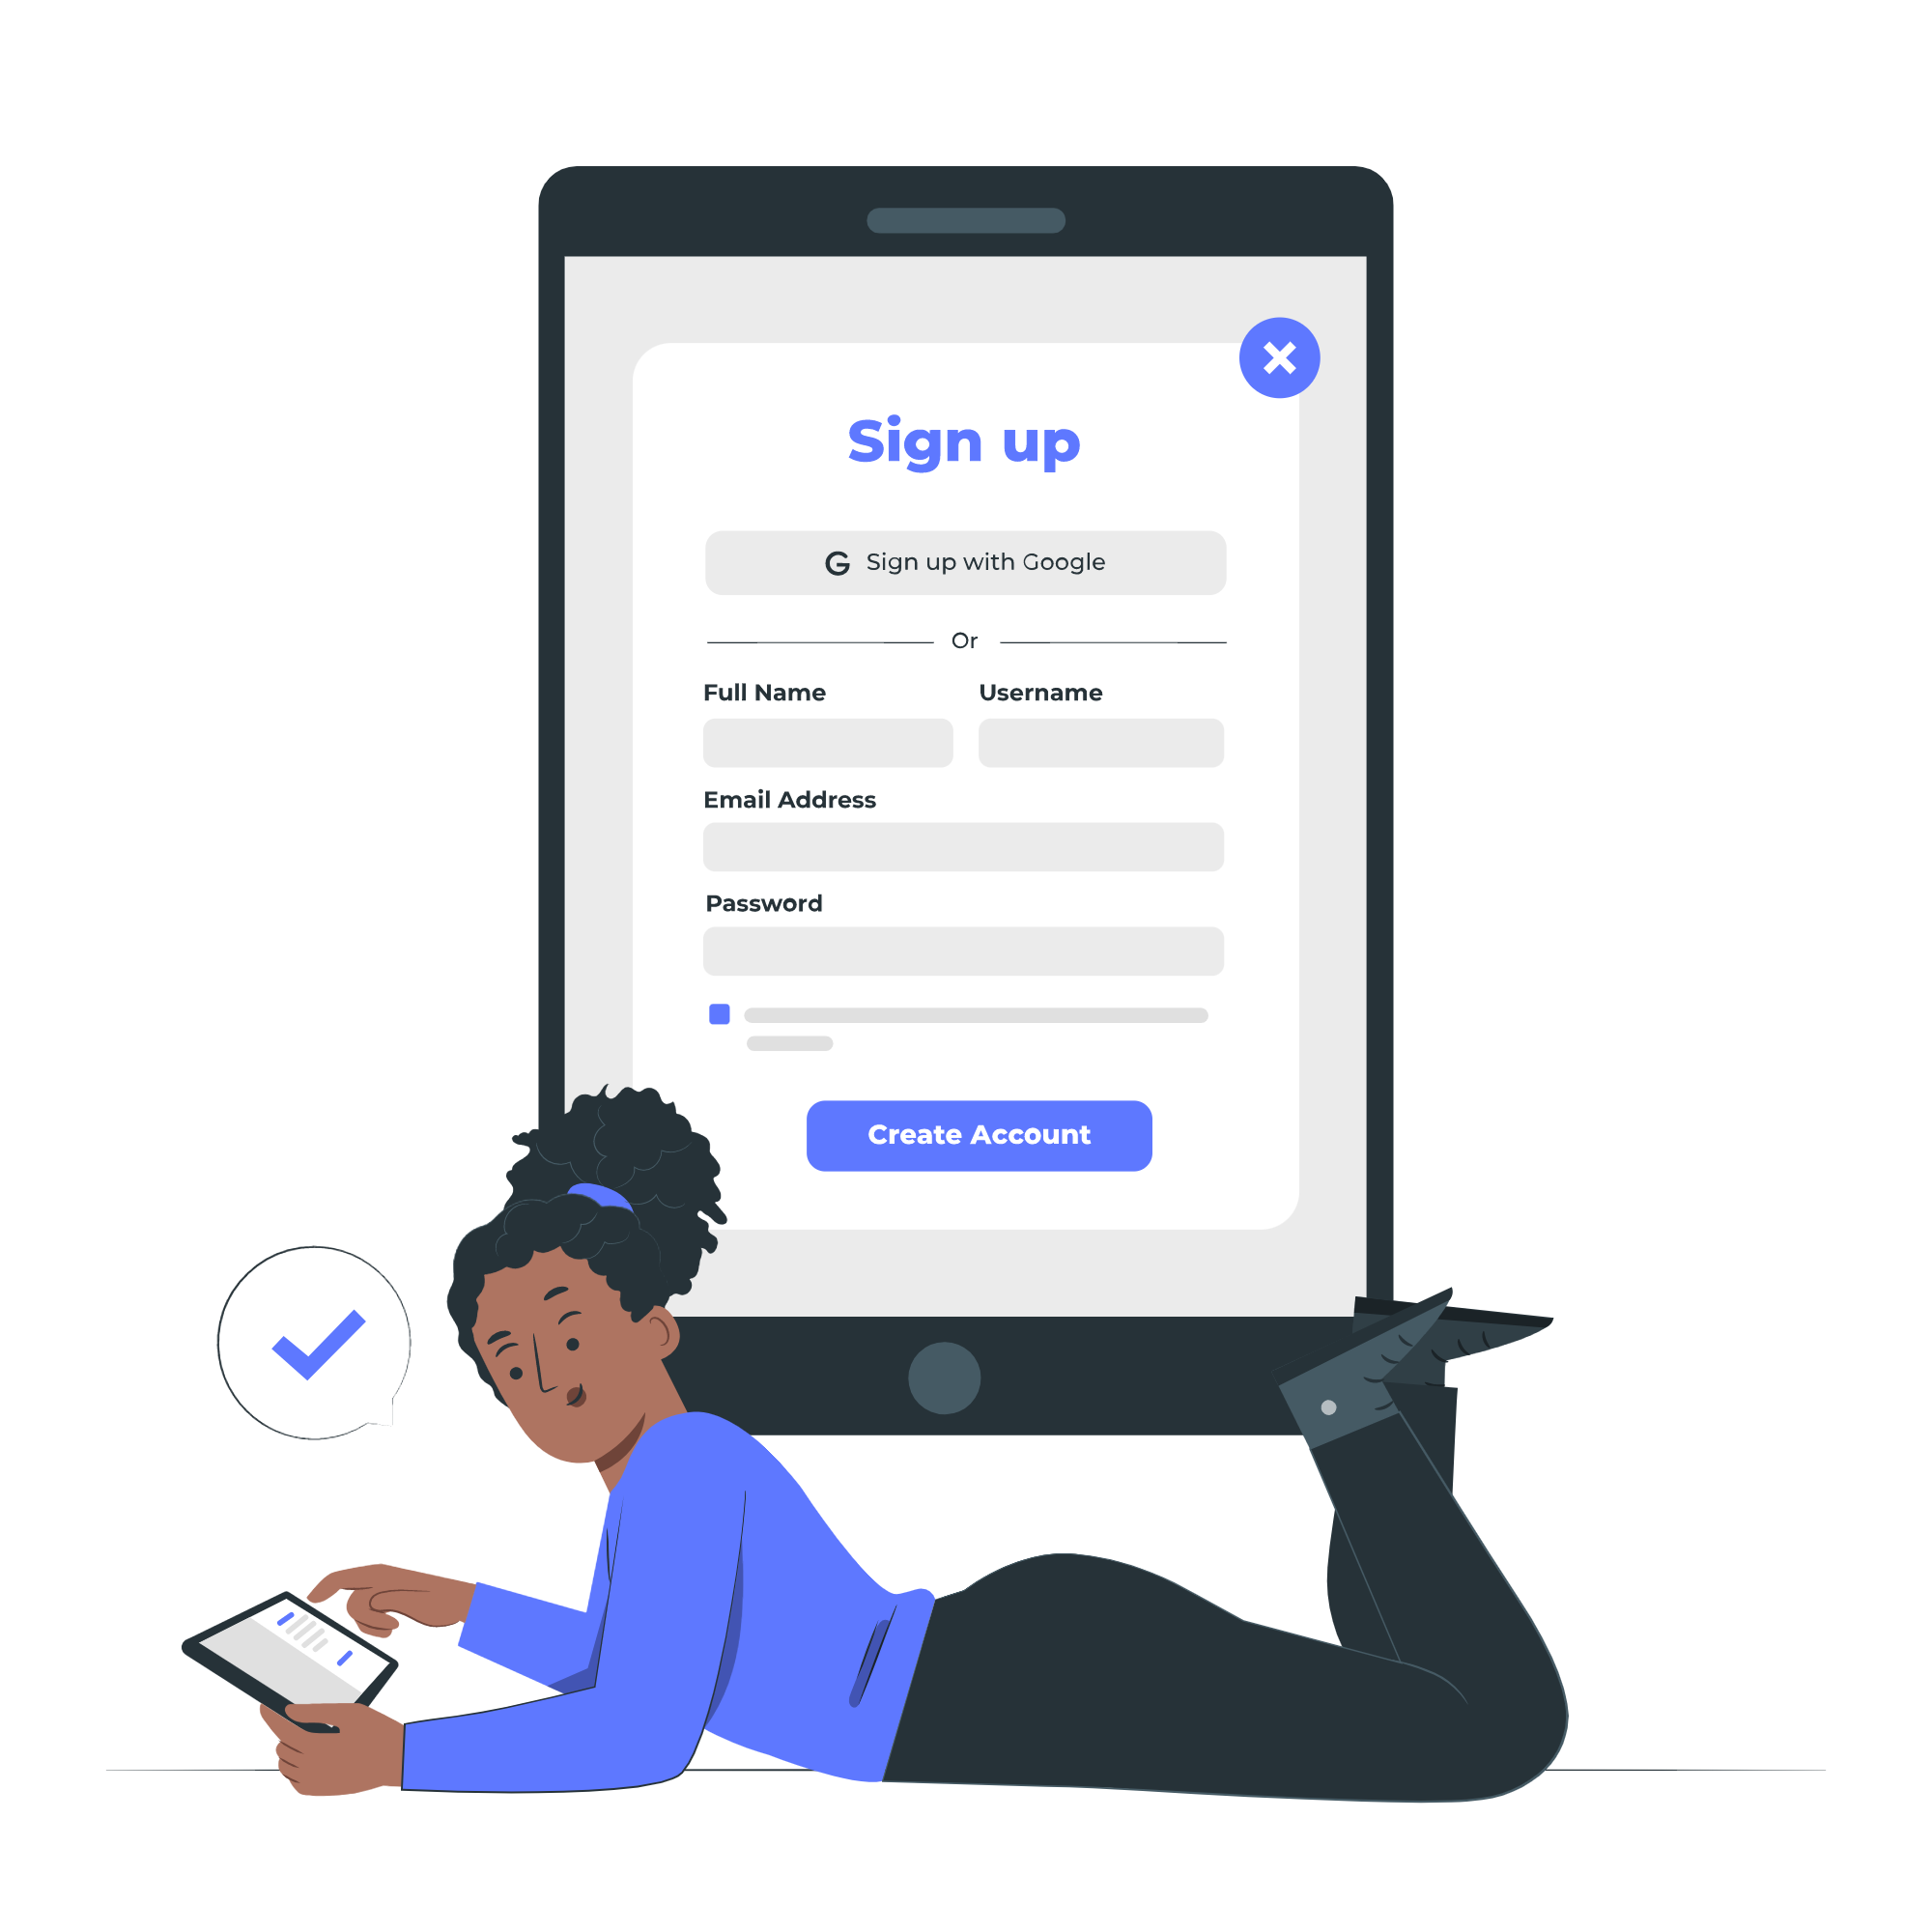 Sign up
G Sign up with Google
Or
Full Name Username
Email Address
Password
Create Account